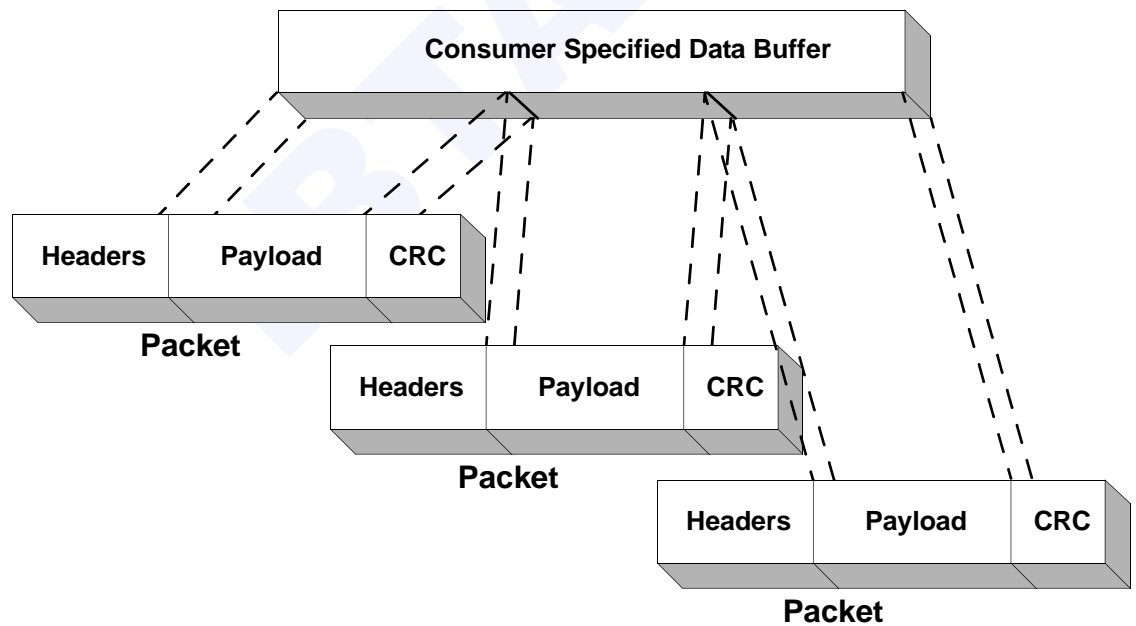 Consumer Specified Data Buffer
Headers Payload CRC
Packet
Headers Payload CRC
Packet
Headers Payload CRC
Packet